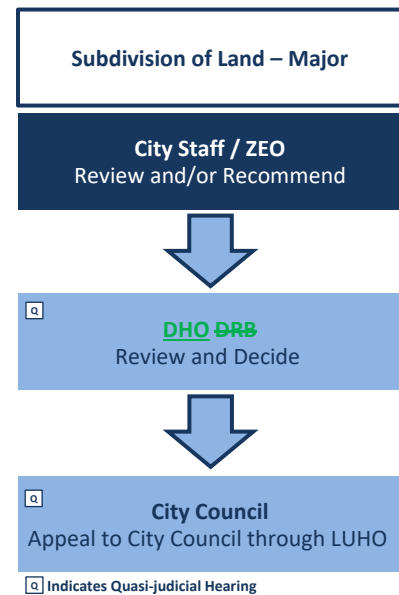 Subdivision of Land – Major
City Staff / ZEO
Review and/or Recommend
Q
DHO DRB
Review and Decide
Q
City Council
Appeal to City Council through LUHO
Q Indicates Quasi-judicial Hearing